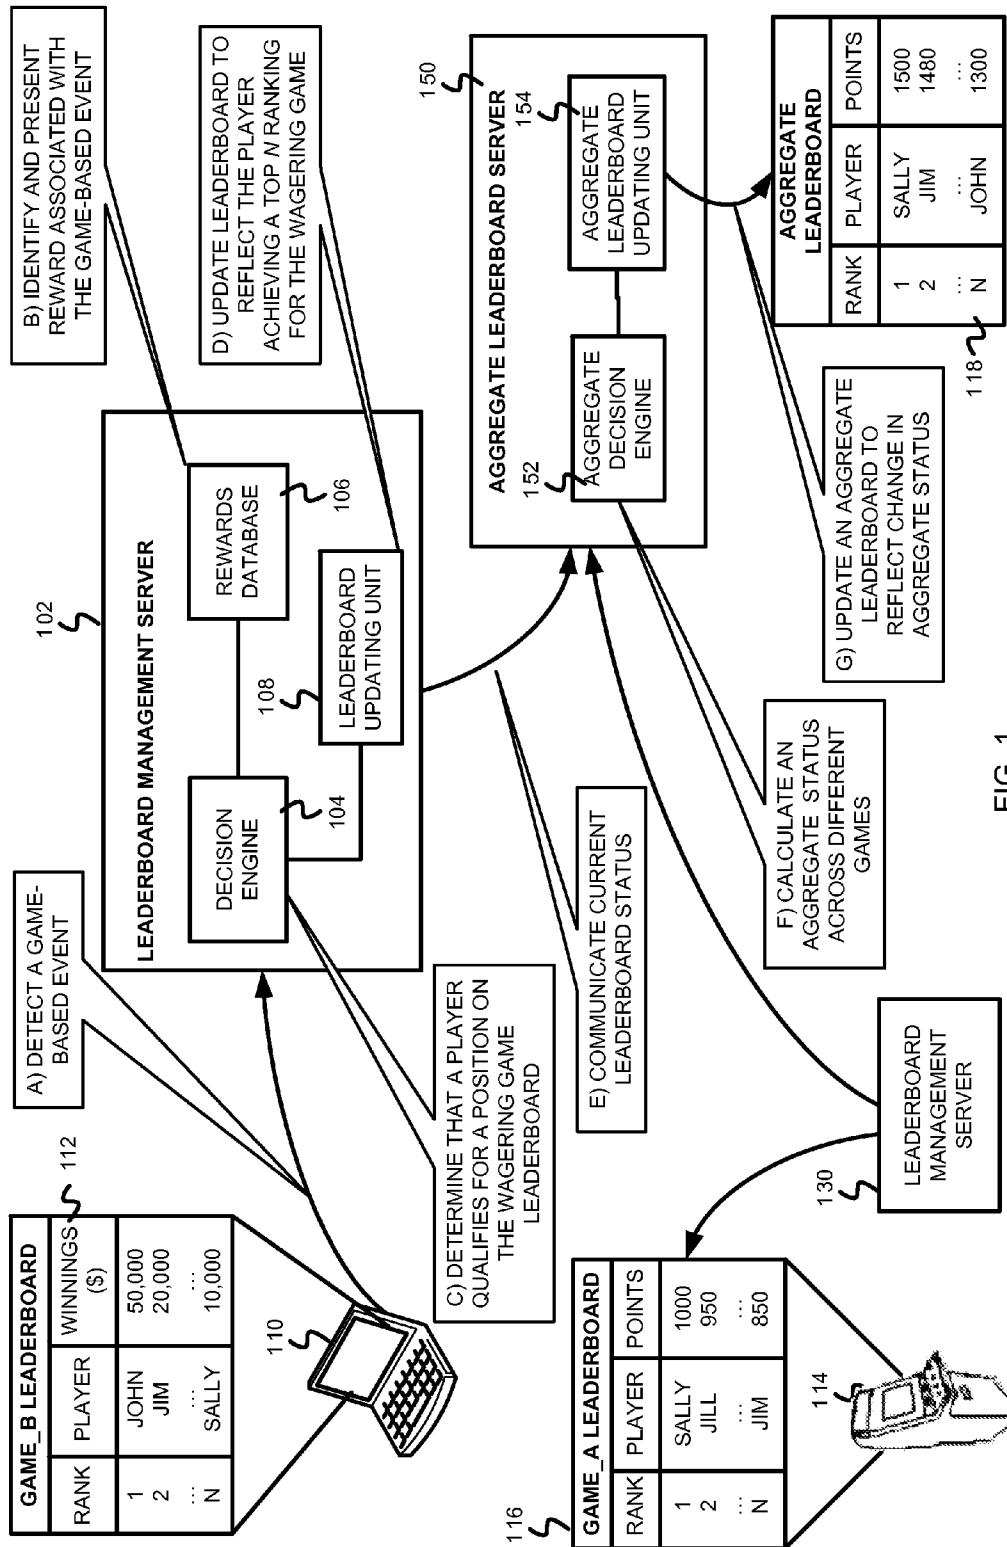 A) DETECT A GAME-
BASED EVENT
B) IDENTIFY AND PRESENT
REWARD ASSOCIATED WITH
THE GAME-BASED EVENT
GAME_B LEADERBOARD
RANK PLAYER WINNINGS ($)
1 JOHN 50,000
2 JIM 20,000
... ... ...
N SALLY 10,000
112
110
102
LEADERBOARD MANAGEMENT SERVER
DECISION
ENGINE
104
REWARDS
DATABASE
106
108
LEADERBOARD
UPDATING UNIT
D) UPDATE LEADERBOARD TO
REFLECT THE PLAYER
ACHIEVING A TOP N RANKING
FOR THE WAGERING GAME
C) DETERMINE THAT A PLAYER
QUALIFIES FOR A POSITION ON
THE WAGERING GAME
LEADERBOARD
E) COMMUNICATE CURRENT
LEADERBOARD STATUS
150
AGGREGATE LEADERBOARD SERVER
152
AGGREGATE
DECISION
ENGINE
154
AGGREGATE
LEADERBOARD
UPDATING UNIT
116
GAME_A LEADERBOARD
RANK PLAYER POINTS
1 SALLY 1000
2 JILL 950
... ... ...
N JIM 850
114
130
LEADERBOARD
MANAGEMENT
SERVER
F) CALCULATE AN
AGGREGATE STATUS
ACROSS DIFFERENT
GAMES
G) UPDATE AN AGGREGATE
LEADERBOARD TO
REFLECT CHANGE IN
AGGREGATE STATUS
118
AGGREGATE
LEADERBOARD
RANK PLAYER POINTS
1 SALLY 1500
2 JIM 1480
... ... ...
N JOHN 1300
FIG. 1